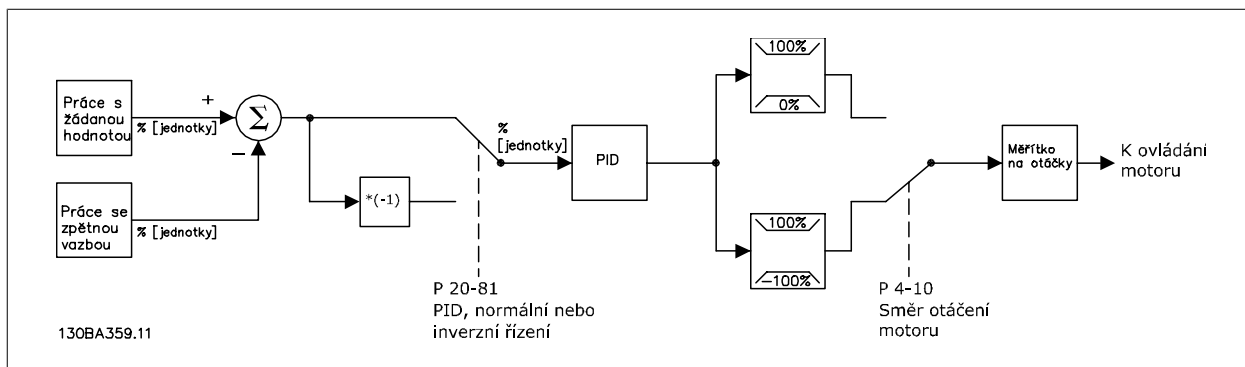 Práce s
žádanou
hodnotou
+
% [jednotky]
Σ
−
Práce se
zpětnou
vazbou
% [jednotky]
*(-1)
%
[jednotky]
PID
100%
0%
100%
−100%
Měřítko
na otáčky
K ovládání
motoru
P 20-81
PID, normální nebo
inverzní řízení
P 4-10
Směr otáčení
motoru
130BA359.11